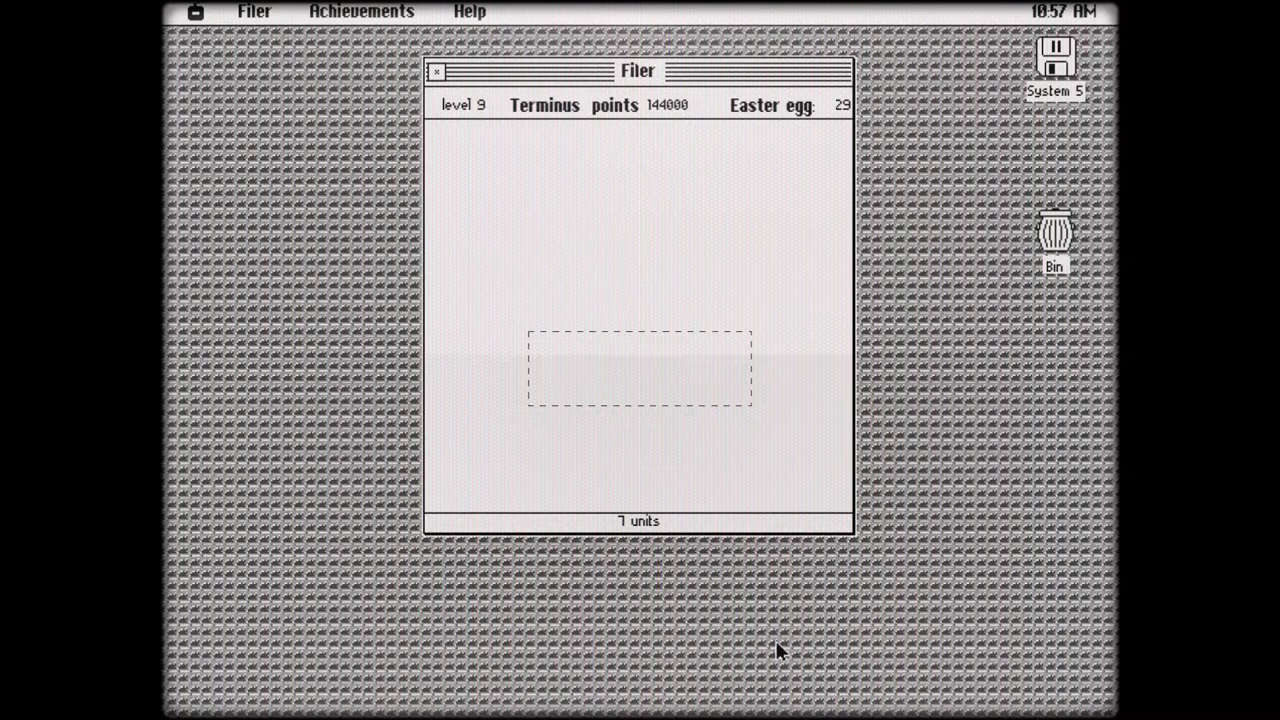 Filer Achievements Help 10:57 AM
System 5
Filer
level 9 Terminus points 144000 Easter egg: 29
Bin
7 units